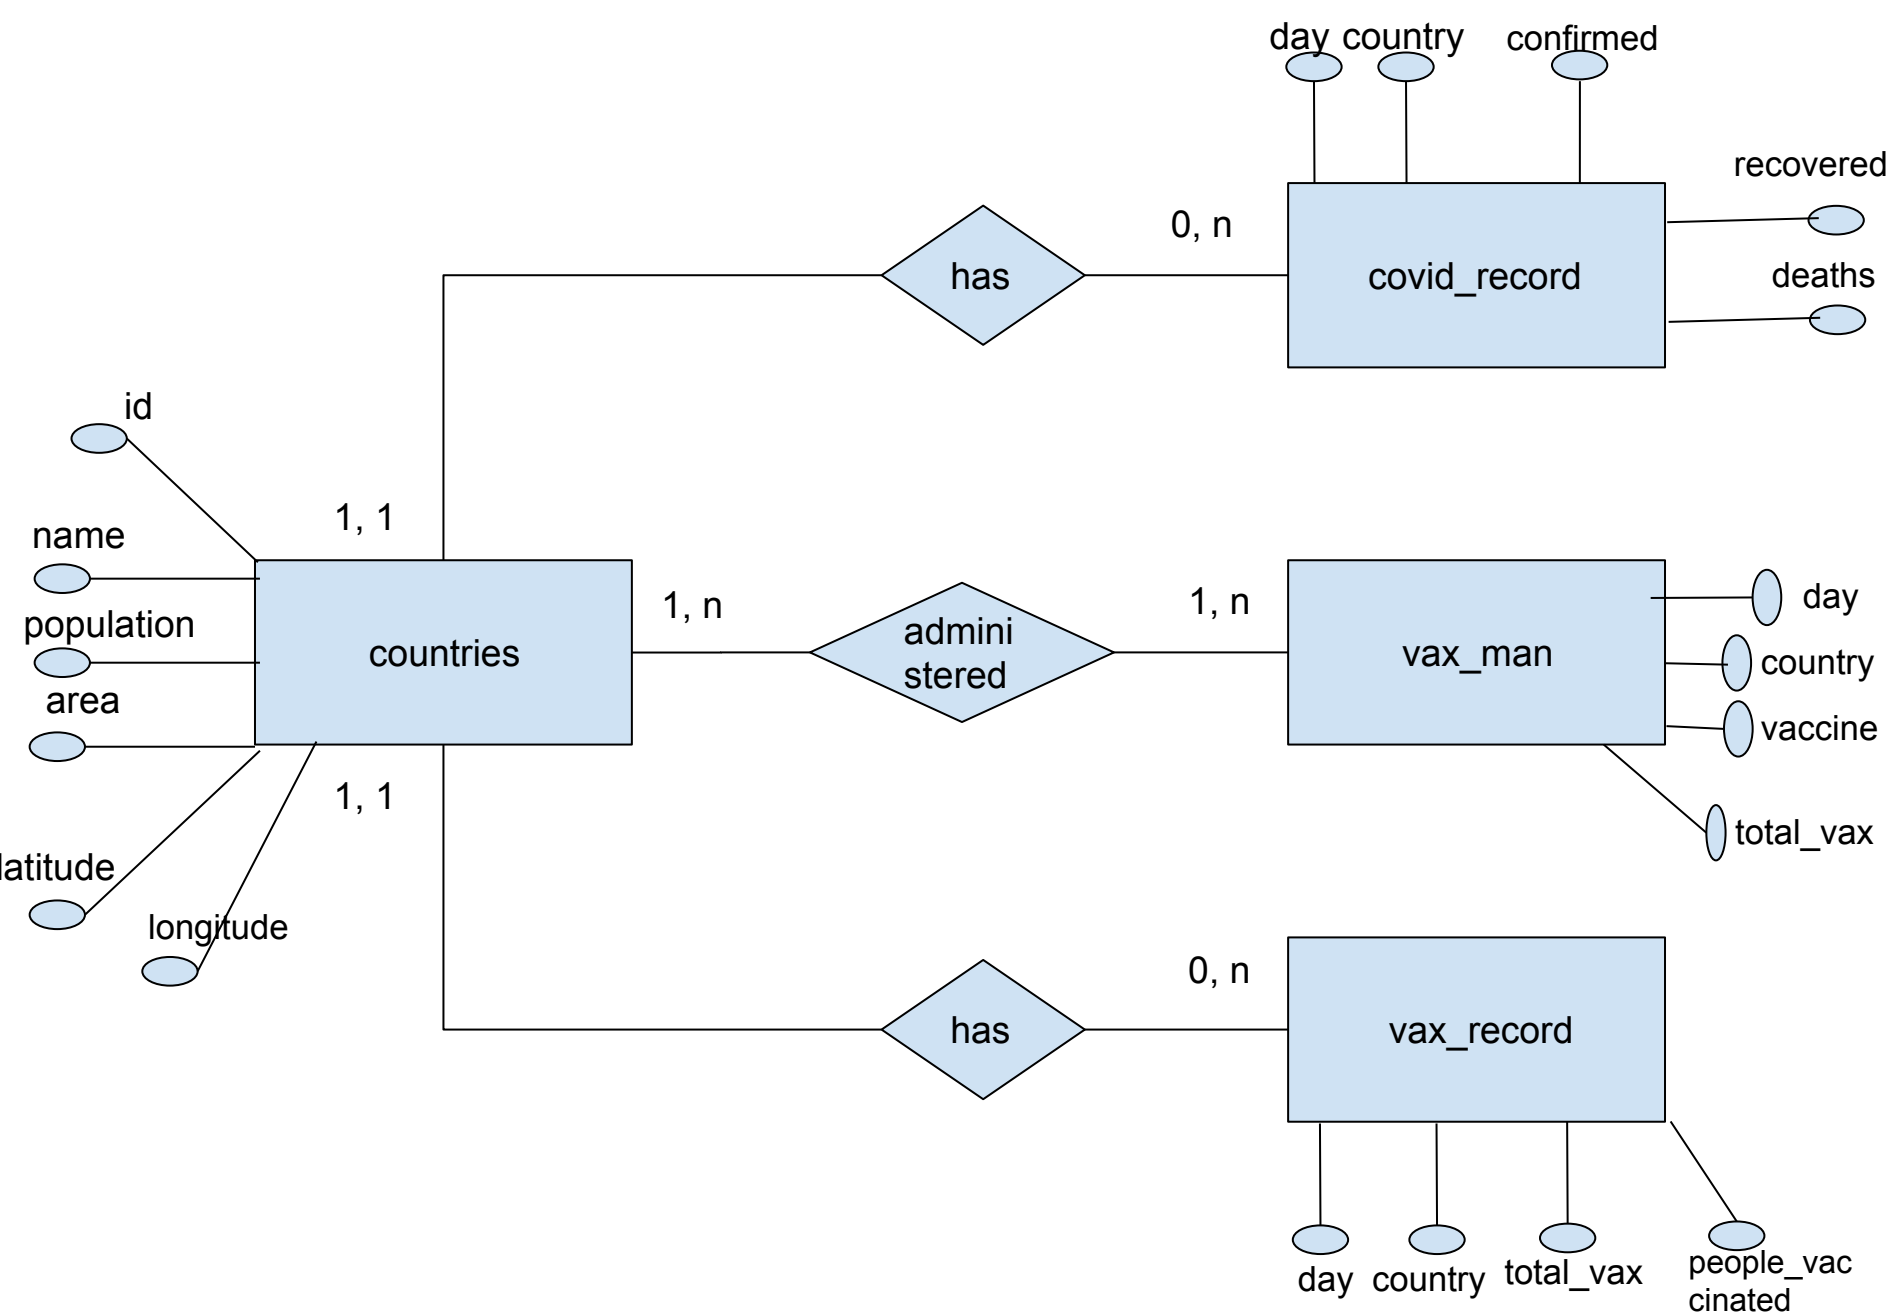 day country confirmed
recovered
0, n
has
covid_record
deaths
id
1, 1
name
1, n
1, n
day
population
admini
stered
countries
vax_man
country
area
vaccine
1, 1
total_vax
latitude
longitude
0, n
has
vax_record
day country total_vax
people_vac
cinated